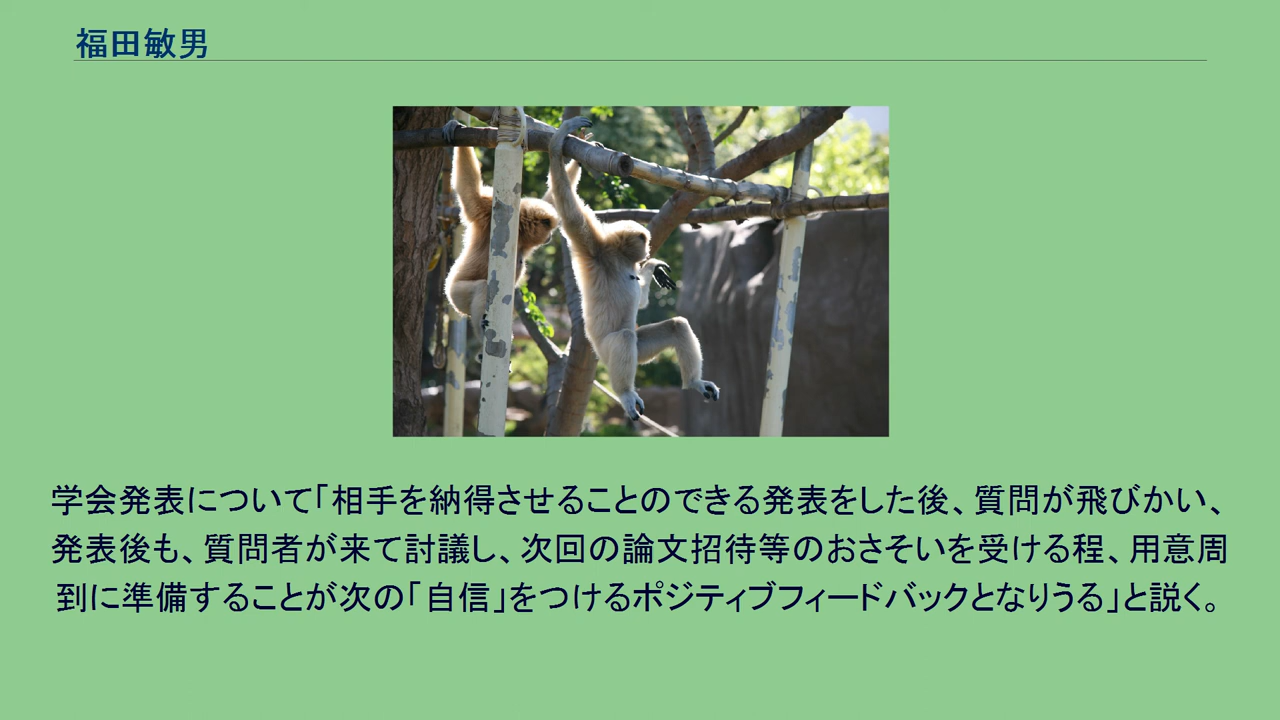 福田敏男
学会発表について「相手を納得させることのできる発表をした後、質問が飛びかい、
発表後も、質問者が来て討議し、次回の論文招待等のおさそいを受ける程、用意周
到に準備することが次の「自信」をつけるポジティブフィードバックとなりうる」と説く。